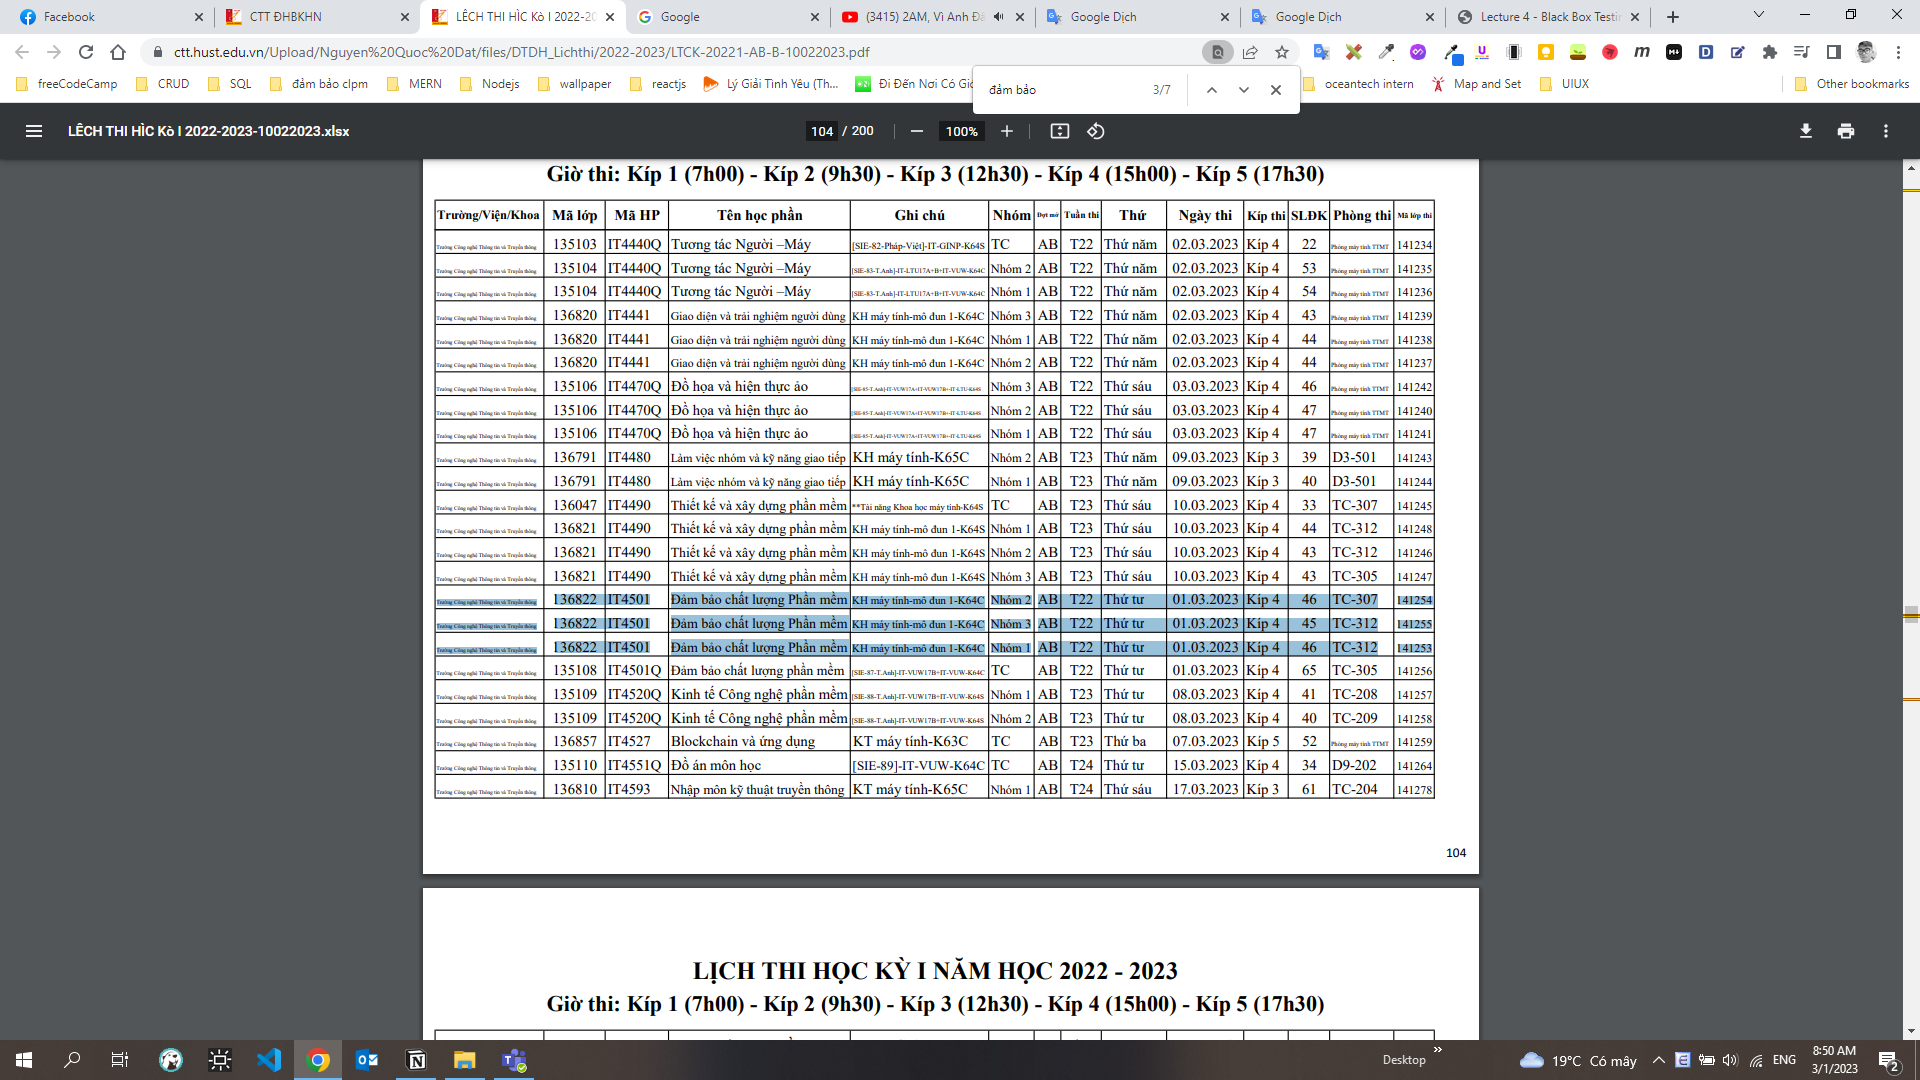 Facebook
CTT ĐHBKHN
LÊCH THI HÌC Kò I 2022-20
Google
(3415) 2AM, Vì Anh Đâ
Google Dịch
Google Dịch
Lecture 4 - Black Box Testin
ctt.hust.edu.vn/Upload/Nguyen%20Quoc%20Dat/files/DTDH_Lichthi/2022-2023/LTCK-20221-AB-B-10022023.pdf
freeCodeCamp
CRUD
SQL
đảm bảo clpm
MERN
Nodejs
wallpaper
reactjs
Lý Giải Tình Yêu (Th...
Đi Đến Nơi Có Gió
đảm bảo
3/7
oceantech intern
Map and Set
UIUX
Other bookmarks
LÊCH THI HÌC Kò I 2022-2023-10022023.xlsx
104 / 200
100%
Giờ thi: Kíp 1 (7h00) - Kíp 2 (9h30) - Kíp 3 (12h30) - Kíp 4 (15h00) - Kíp 5 (17h30)
Trường/Viện/Khoa Mã lớp Mã HP Tên học phần Ghi chú Nhóm Đợt mở Tuần thi Thứ Ngày thi Kíp thi SLĐK Phòng thi Mã lớp thi
Trường Công nghệ Thông tin và Truyền thông 135103 IT4440Q Tương tác Người –Máy [SIE-82-Pháp-Việt]-IT-GINP-K64S TC AB T22 Thứ năm 02.03.2023 Kíp 4 22 Phòng máy tính TTMT 141234
Trường Công nghệ Thông tin và Truyền thông 135104 IT4440Q Tương tác Người –Máy [SIE-83-T.Anh]-IT-LTU17A+B+IT-VUW-K64C Nhóm 2 AB T22 Thứ năm 02.03.2023 Kíp 4 53 Phòng máy tính TTMT 141235
Trường Công nghệ Thông tin và Truyền thông 135104 IT4440Q Tương tác Người –Máy [SIE-83-T.Anh]-IT-LTU17A+B+IT-VUW-K64C Nhóm 1 AB T22 Thứ năm 02.03.2023 Kíp 4 54 Phòng máy tính TTMT 141236
Trường Công nghệ Thông tin và Truyền thông 136820 IT4441 Giao diện và trải nghiệm người dùng KH máy tính-mô đun 1-K64C Nhóm 3 AB T22 Thứ năm 02.03.2023 Kíp 4 43 Phòng máy tính TTMT 141239
Trường Công nghệ Thông tin và Truyền thông 136820 IT4441 Giao diện và trải nghiệm người dùng KH máy tính-mô đun 1-K64C Nhóm 1 AB T22 Thứ năm 02.03.2023 Kíp 4 44 Phòng máy tính TTMT 141238
Trường Công nghệ Thông tin và Truyền thông 136820 IT4441 Giao diện và trải nghiệm người dùng KH máy tính-mô đun 1-K64C Nhóm 2 AB T22 Thứ năm 02.03.2023 Kíp 4 44 Phòng máy tính TTMT 141237
Trường Công nghệ Thông tin và Truyền thông 135106 IT4470Q Đồ họa và hiện thực ảo [SIE-85-T.Anh]-IT-VUW17A+IT-VUW17B+-IT-LTU-K64S Nhóm 3 AB T22 Thứ sáu 03.03.2023 Kíp 4 46 Phòng máy tính TTMT 141242
Trường Công nghệ Thông tin và Truyền thông 135106 IT4470Q Đồ họa và hiện thực ảo [SIE-85-T.Anh]-IT-VUW17A+IT-VUW17B+-IT-LTU-K64S Nhóm 2 AB T22 Thứ sáu 03.03.2023 Kíp 4 47 Phòng máy tính TTMT 141240
Trường Công nghệ Thông tin và Truyền thông 135106 IT4470Q Đồ họa và hiện thực ảo [SIE-85-T.Anh]-IT-VUW17A+IT-VUW17B+-IT-LTU-K64S Nhóm 1 AB T22 Thứ sáu 03.03.2023 Kíp 4 47 Phòng máy tính TTMT 141241
Trường Công nghệ Thông tin và Truyền thông 136791 IT4480 Làm việc nhóm và kỹ năng giao tiếp KH máy tính-K65C Nhóm 2 AB T23 Thứ năm 09.03.2023 Kíp 3 39 D3-501 141243
Trường Công nghệ Thông tin và Truyền thông 136791 IT4480 Làm việc nhóm và kỹ năng giao tiếp KH máy tính-K65C Nhóm 1 AB T23 Thứ năm 09.03.2023 Kíp 3 40 D3-501 141244
Trường Công nghệ Thông tin và Truyền thông 136047 IT4490 Thiết kế và xây dựng phần mềm **Tài năng Khoa học máy tính-K64S TC AB T23 Thứ sáu 10.03.2023 Kíp 4 33 TC-307 141245
Trường Công nghệ Thông tin và Truyền thông 136821 IT4490 Thiết kế và xây dựng phần mềm KH máy tính-mô đun 1-K64S Nhóm 1 AB T23 Thứ sáu 10.03.2023 Kíp 4 44 TC-312 141248
Trường Công nghệ Thông tin và Truyền thông 136821 IT4490 Thiết kế và xây dựng phần mềm KH máy tính-mô đun 1-K64S Nhóm 2 AB T23 Thứ sáu 10.03.2023 Kíp 4 43 TC-312 141246
Trường Công nghệ Thông tin và Truyền thông 136821 IT4490 Thiết kế và xây dựng phần mềm KH máy tính-mô đun 1-K64S Nhóm 3 AB T23 Thứ sáu 10.03.2023 Kíp 4 43 TC-305 141247
Trường Công nghệ Thông tin và Truyền thông 136822 IT4501 Đảm bảo chất lượng Phần mềm KH máy tính-mô đun 1-K64C Nhóm 2 AB T22 Thứ tư 01.03.2023 Kíp 4 46 TC-307 141254
Trường Công nghệ Thông tin và Truyền thông 136822 IT4501 Đảm bảo chất lượng Phần mềm KH máy tính-mô đun 1-K64C Nhóm 3 AB T22 Thứ tư 01.03.2023 Kíp 4 45 TC-312 141255
Trường Công nghệ Thông tin và Truyền thông 136822 IT4501 Đảm bảo chất lượng Phần mềm KH máy tính-mô đun 1-K64C Nhóm 1 AB T22 Thứ tư 01.03.2023 Kíp 4 46 TC-312 141253
Trường Công nghệ Thông tin và Truyền thông 135108 IT4501Q Đảm bảo chất lượng phần mềm [SIE-87-T.Anh]-IT-VUW17B+IT-VUW-K64C TC AB T22 Thứ tư 01.03.2023 Kíp 4 65 TC-305 141256
Trường Công nghệ Thông tin và Truyền thông 135109 IT4520Q Kinh tế Công nghệ phần mềm [SIE-88-T.Anh]-IT-VUW17B+IT-VUW-K64S Nhóm 1 AB T23 Thứ tư 08.03.2023 Kíp 4 41 TC-208 141257
Trường Công nghệ Thông tin và Truyền thông 135109 IT4520Q Kinh tế Công nghệ phần mềm [SIE-88-T.Anh]-IT-VUW17B+IT-VUW-K64S Nhóm 2 AB T23 Thứ tư 08.03.2023 Kíp 4 40 TC-209 141258
Trường Công nghệ Thông tin và Truyền thông 136857 IT4527 Blockchain và ứng dụng KT máy tính-K63C TC AB T23 Thứ ba 07.03.2023 Kíp 5 52 Phòng máy tính TTMT 141259
Trường Công nghệ Thông tin và Truyền thông 135110 IT4551Q Đồ án môn học [SIE-89]-IT-VUW-K64C TC AB T24 Thứ tư 15.03.2023 Kíp 4 34 D9-202 141264
Trường Công nghệ Thông tin và Truyền thông 136810 IT4593 Nhập môn kỹ thuật truyền thông KT máy tính-K65C Nhóm 1 AB T24 Thứ sáu 17.03.2023 Kíp 3 61 TC-204 141278
104
LỊCH THI HỌC KỲ I NĂM HỌC 2022 - 2023
Giờ thi: Kíp 1 (7h00) - Kíp 2 (9h30) - Kíp 3 (12h30) - Kíp 4 (15h00) - Kíp 5 (17h30)
Desktop
19°C Có mây
ENG
8:50 AM
3/1/2023
2